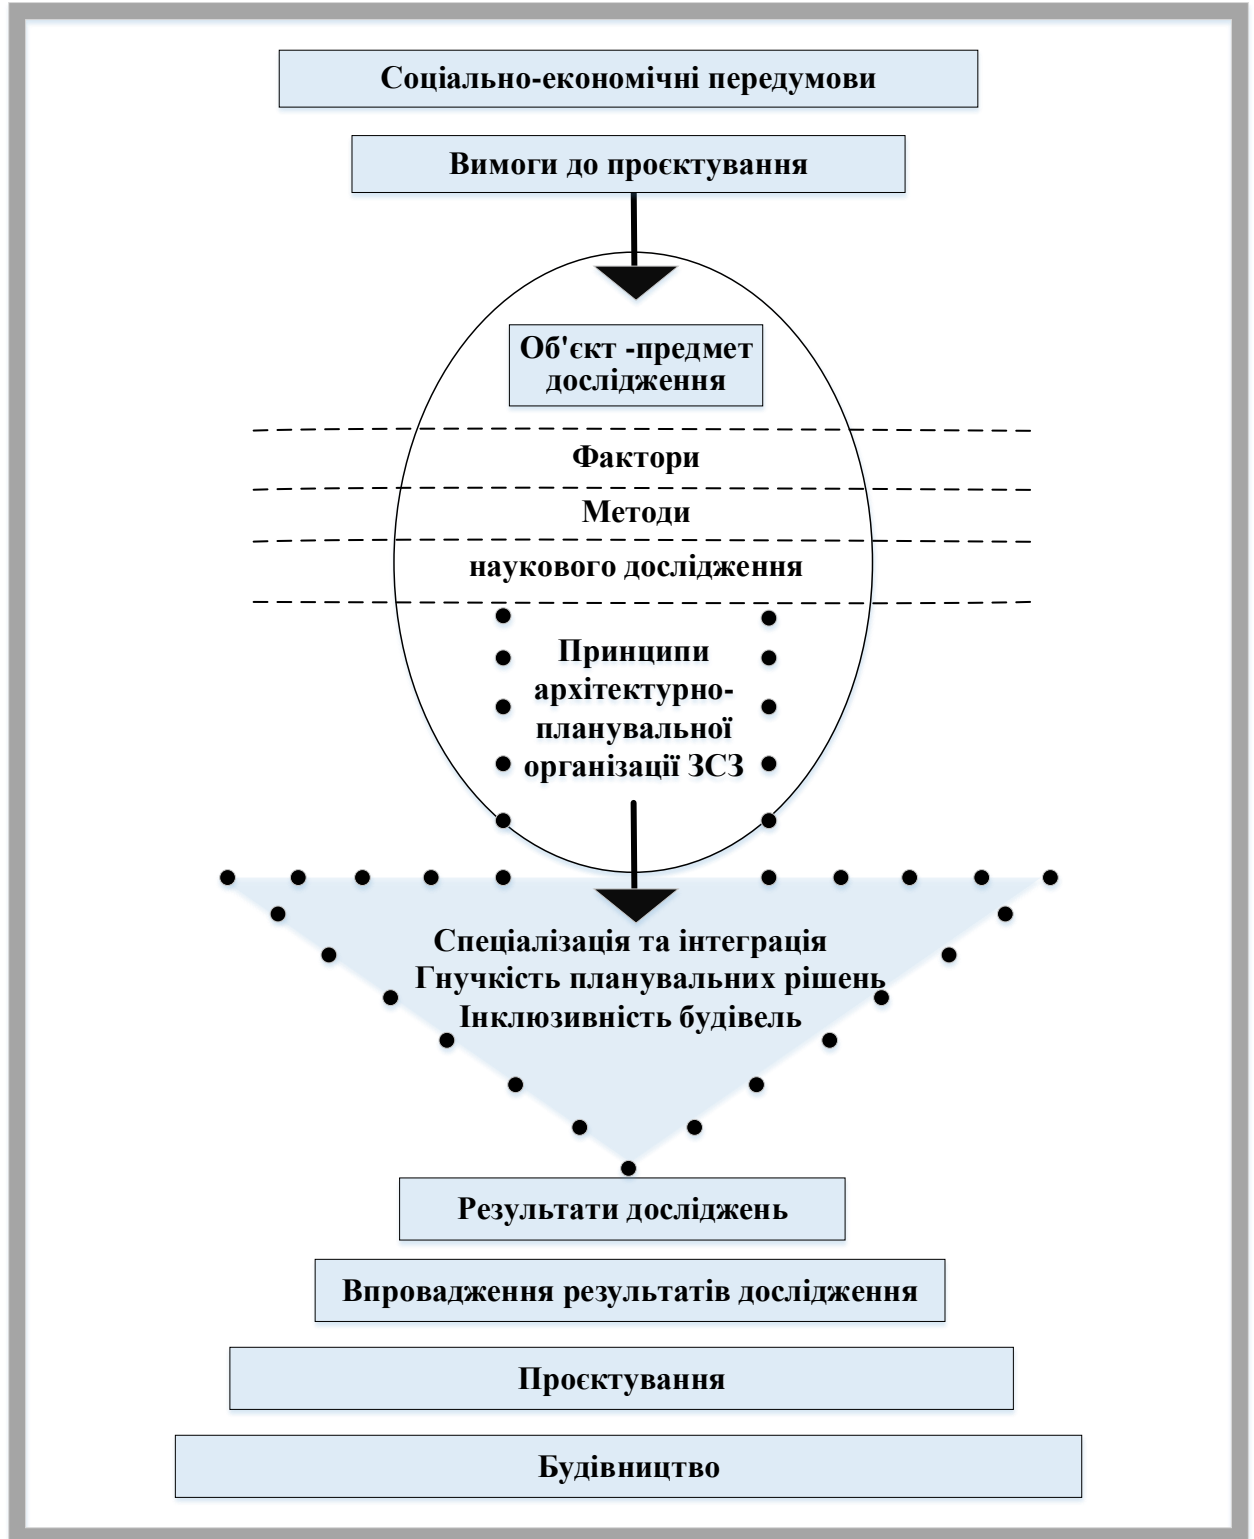 Соціально-економічні передумови
Вимоги до проєктування
Об'єкт -предмет
дослідження
Фактори
Методи
наукового дослідження
Принципи
архітектурно-
планувальної
організації ЗСЗ
Спеціалізація та інтеграція
Гнучкість планувальних рішень
Інклюзивність будівель
Результати досліджень
Впровадження результатів дослідження
Проєктування
Будівництво